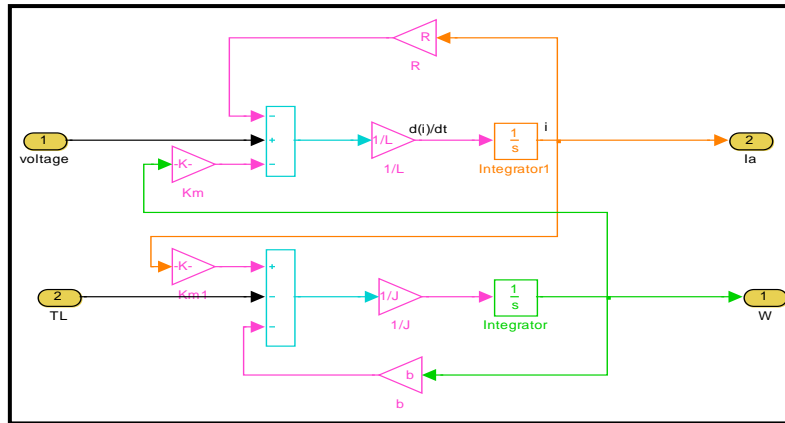 R
R
−
d(i)/dt
i
1
+
1/L
1
s
2
voltage
-K-
−
1/L
Integrator1
Ia
Km
-K-
+
2
Km1
−
1/J
1
s
1
TL
−
1/J
Integrator
W
b
b